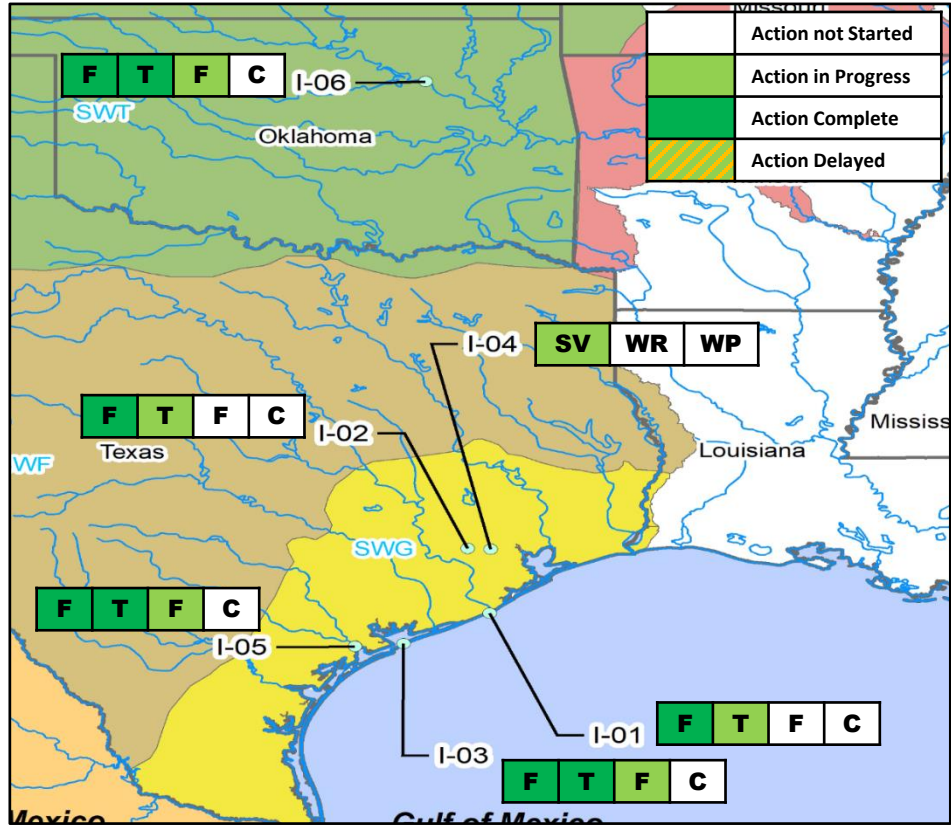 Missouri
Action not Started
Action in Progress
Action Complete
Action Delayed
F T F C I-06
SWT
Oklahoma
I-04 SV WR WP
F T F C
I-02
Texas
WF
Louisiana
Mississ
SWG
F T F C
I-05
I-01 F T F C
I-03
F T F C
Mexico
Gulf of Mexico